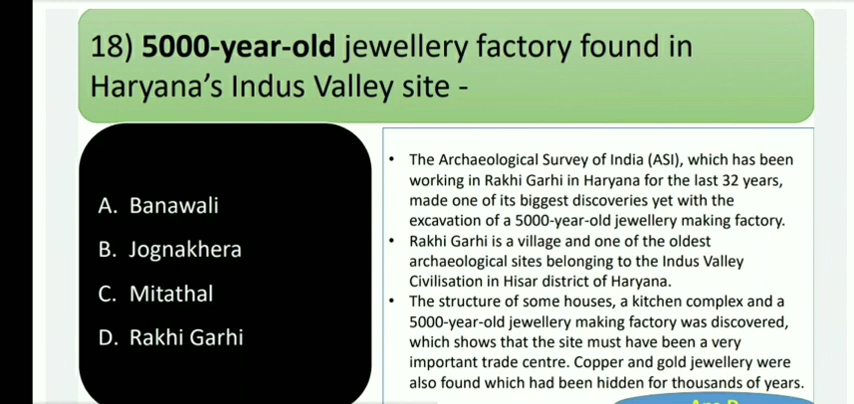 18) 5000-year-old jewellery factory found in
Haryana’s Indus Valley site -
A. Banawali
B. Jognakhera
C. Mitathal
D. Rakhi Garhi
• The Archaeological Survey of India (ASI), which has been
working in Rakhi Garhi in Haryana for the last 32 years,
made one of its biggest discoveries yet with the
excavation of a 5000-year-old jewellery making factory.
• Rakhi Garhi is a village and one of the oldest
archaeological sites belonging to the Indus Valley
Civilisation in Hisar district of Haryana.
• The structure of some houses, a kitchen complex and a
5000-year-old jewellery making factory was discovered,
which shows that the site must have been a very
important trade centre. Copper and gold jewellery were
also found which had been hidden for thousands of years.